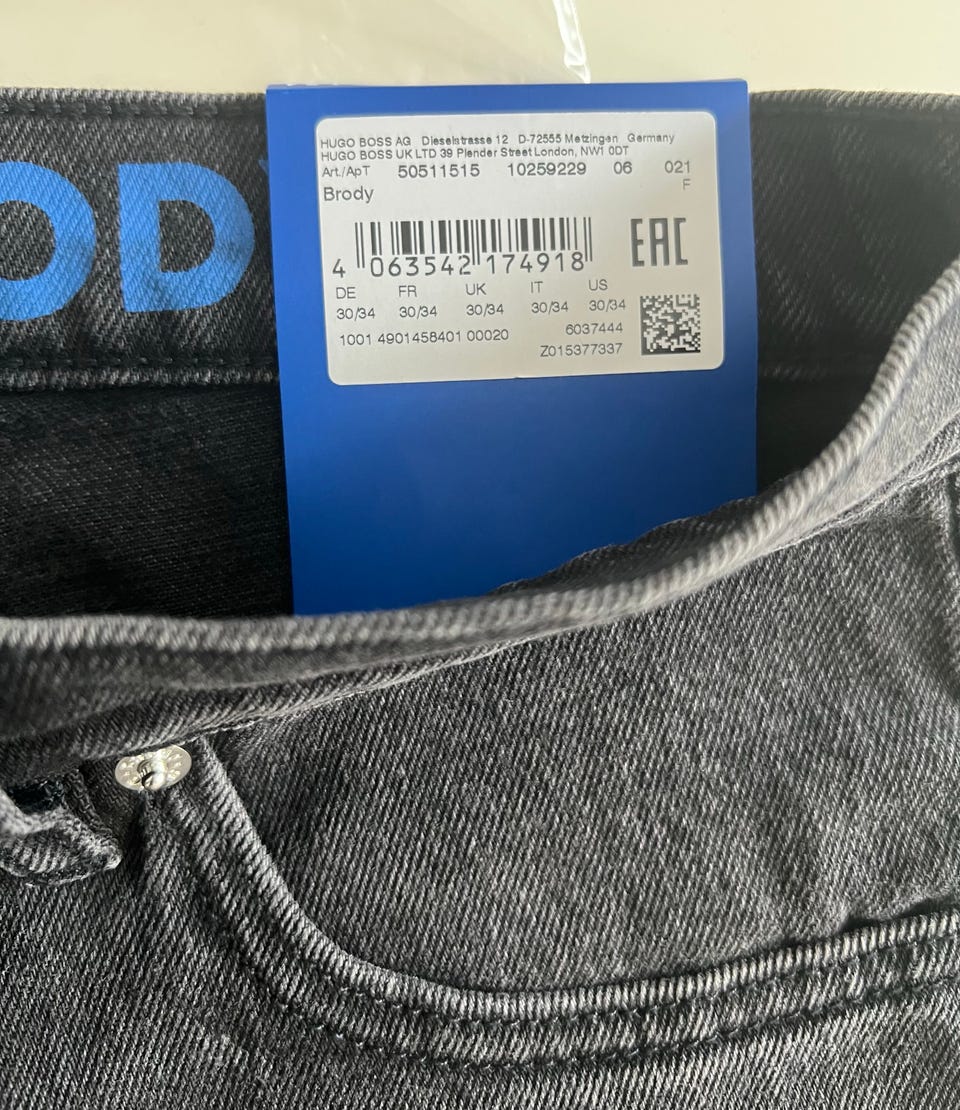 OD
HUGO BOSS AG Dieselstrasse 12 D-72555 Metzingen Germany
HUGO BOSS UK LTD 39 Plender Street London, NW1 0DT
Art./ApT 50511515 10259229 06 021
F
Brody
EAC
4 063542 174918
DE FR UK IT US
30/34 30/34 30/34 30/34 30/34
1001 4901458401 00020 6037444
Z015377337